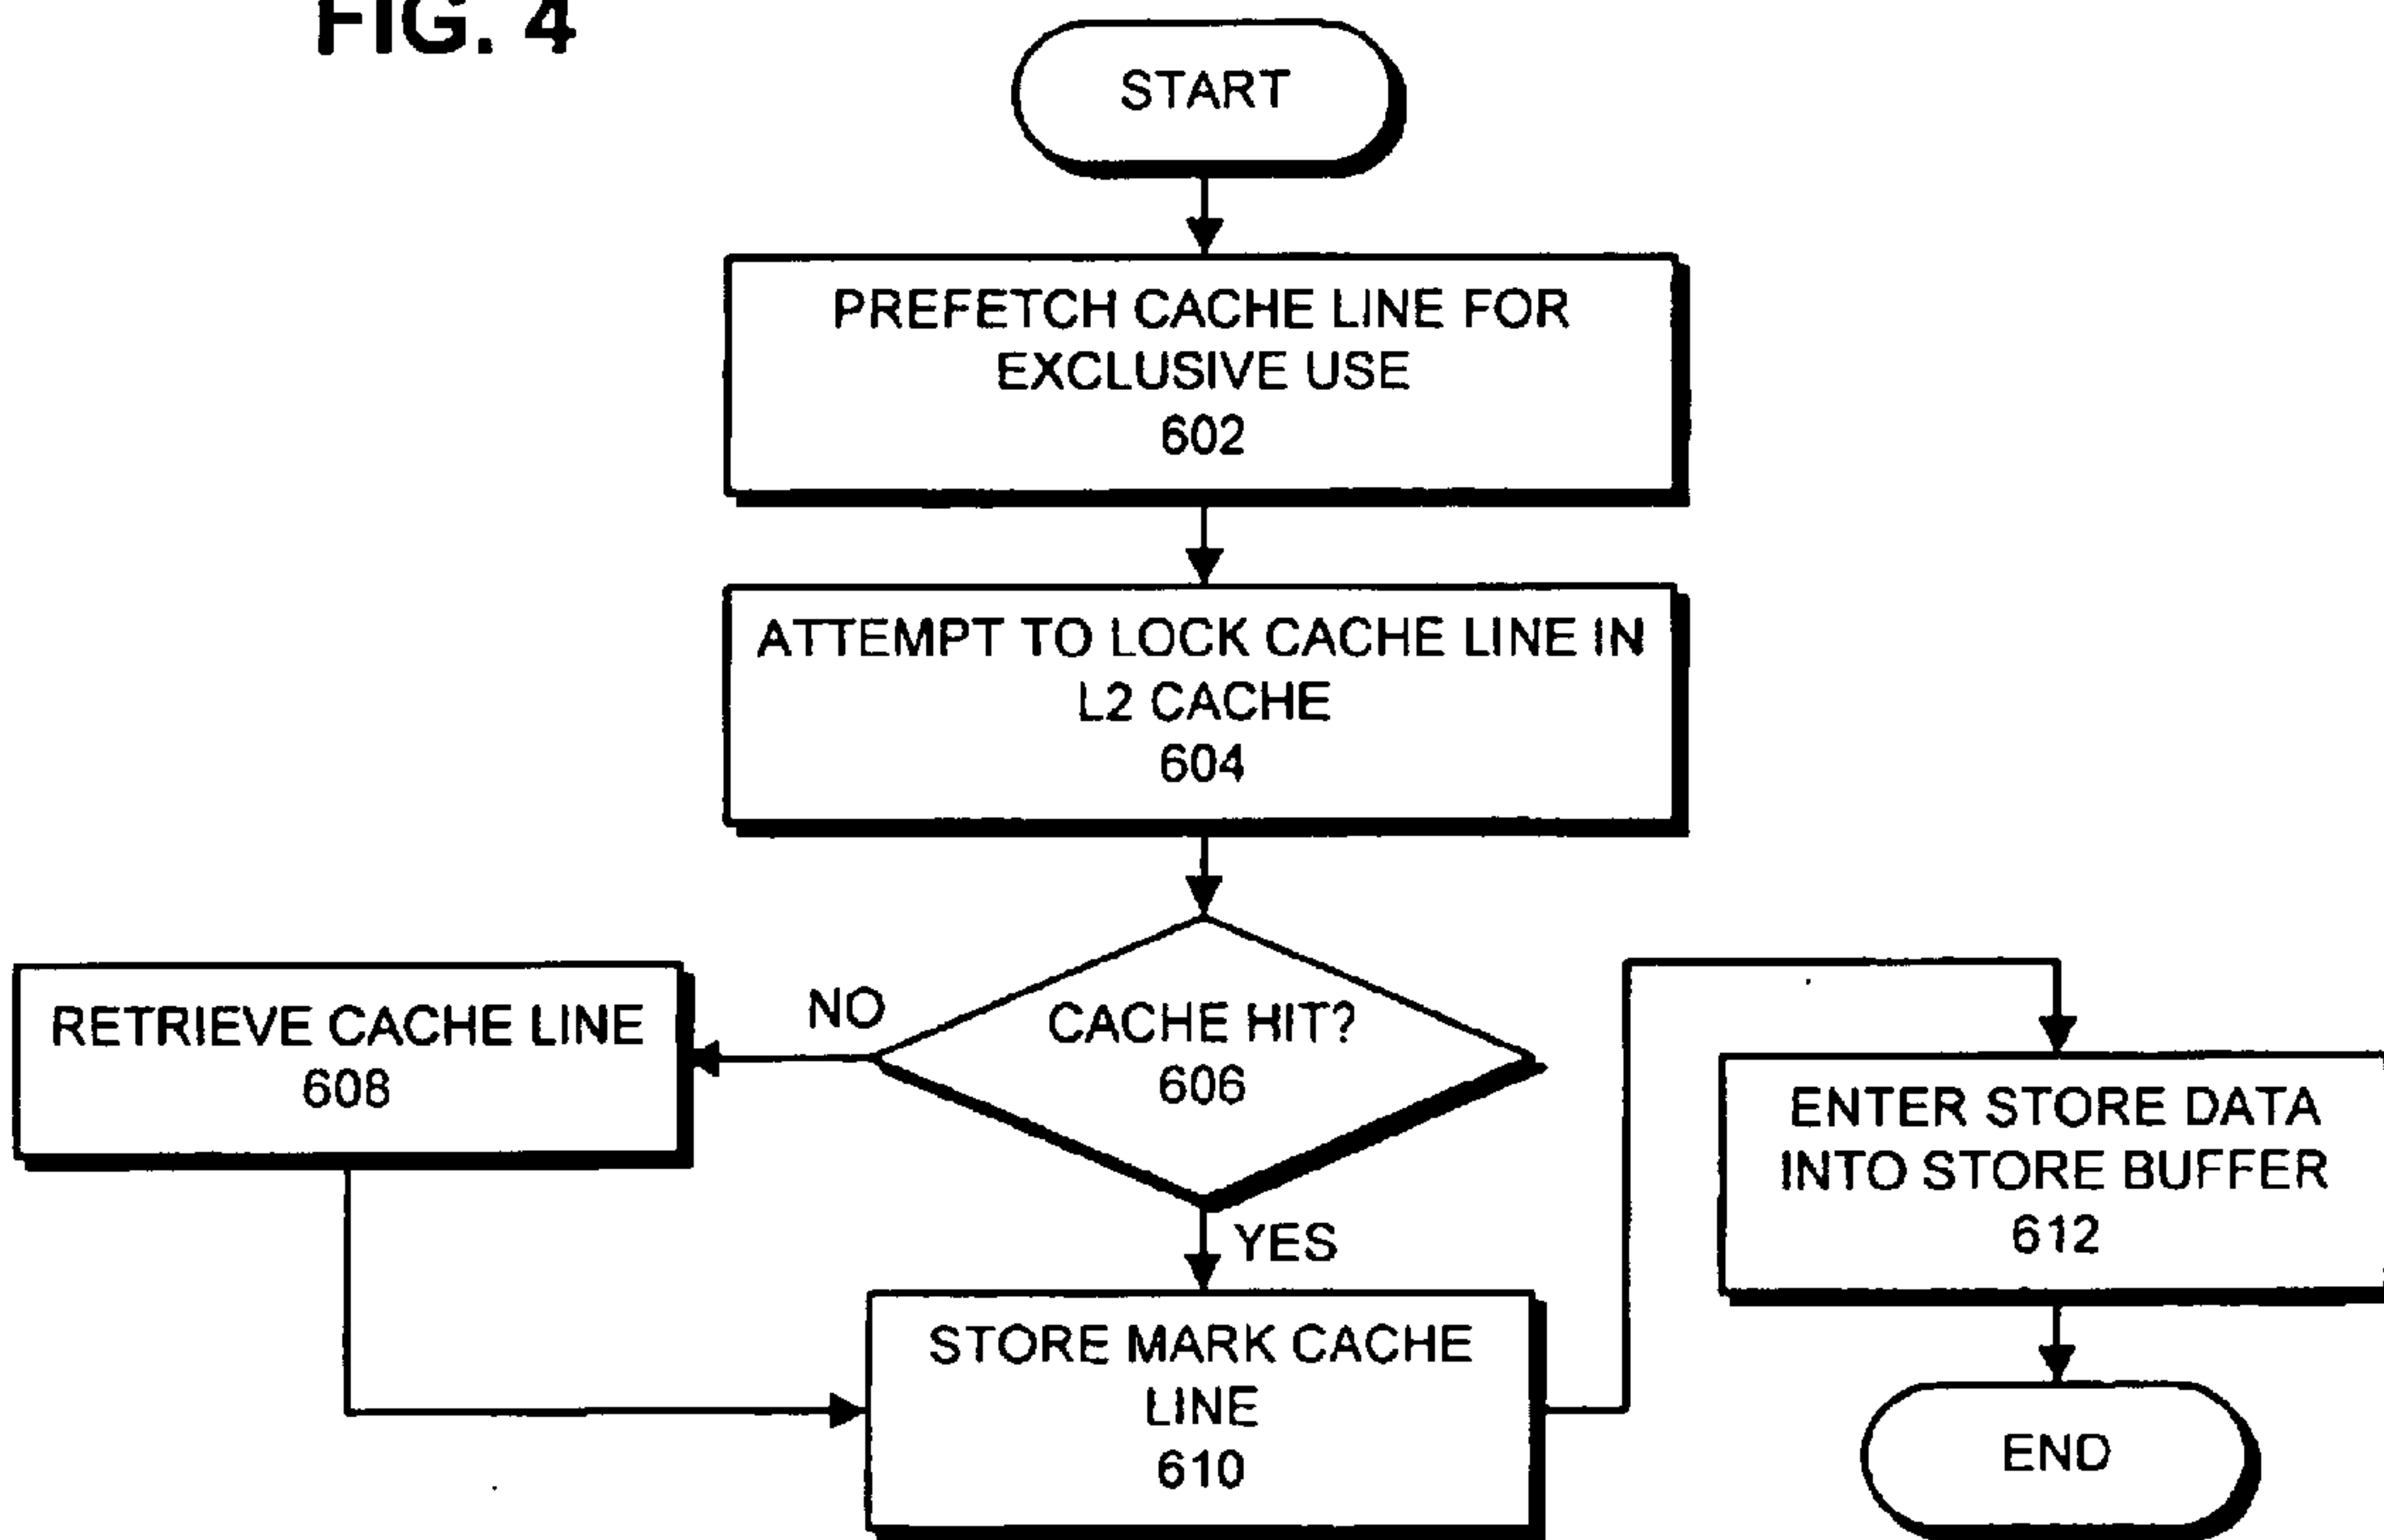 FIG. 4
START
PREFETCH CACHE LINE FOR
EXCLUSIVE USE
602
ATTEMPT TO LOCK CACHE LINE IN
L2 CACHE
604
CACHE HIT?
606
NO
RETRIEVE CACHE LINE
608
YES
STORE MARK CACHE
LINE
610
ENTER STORE DATA
INTO STORE BUFFER
612
END